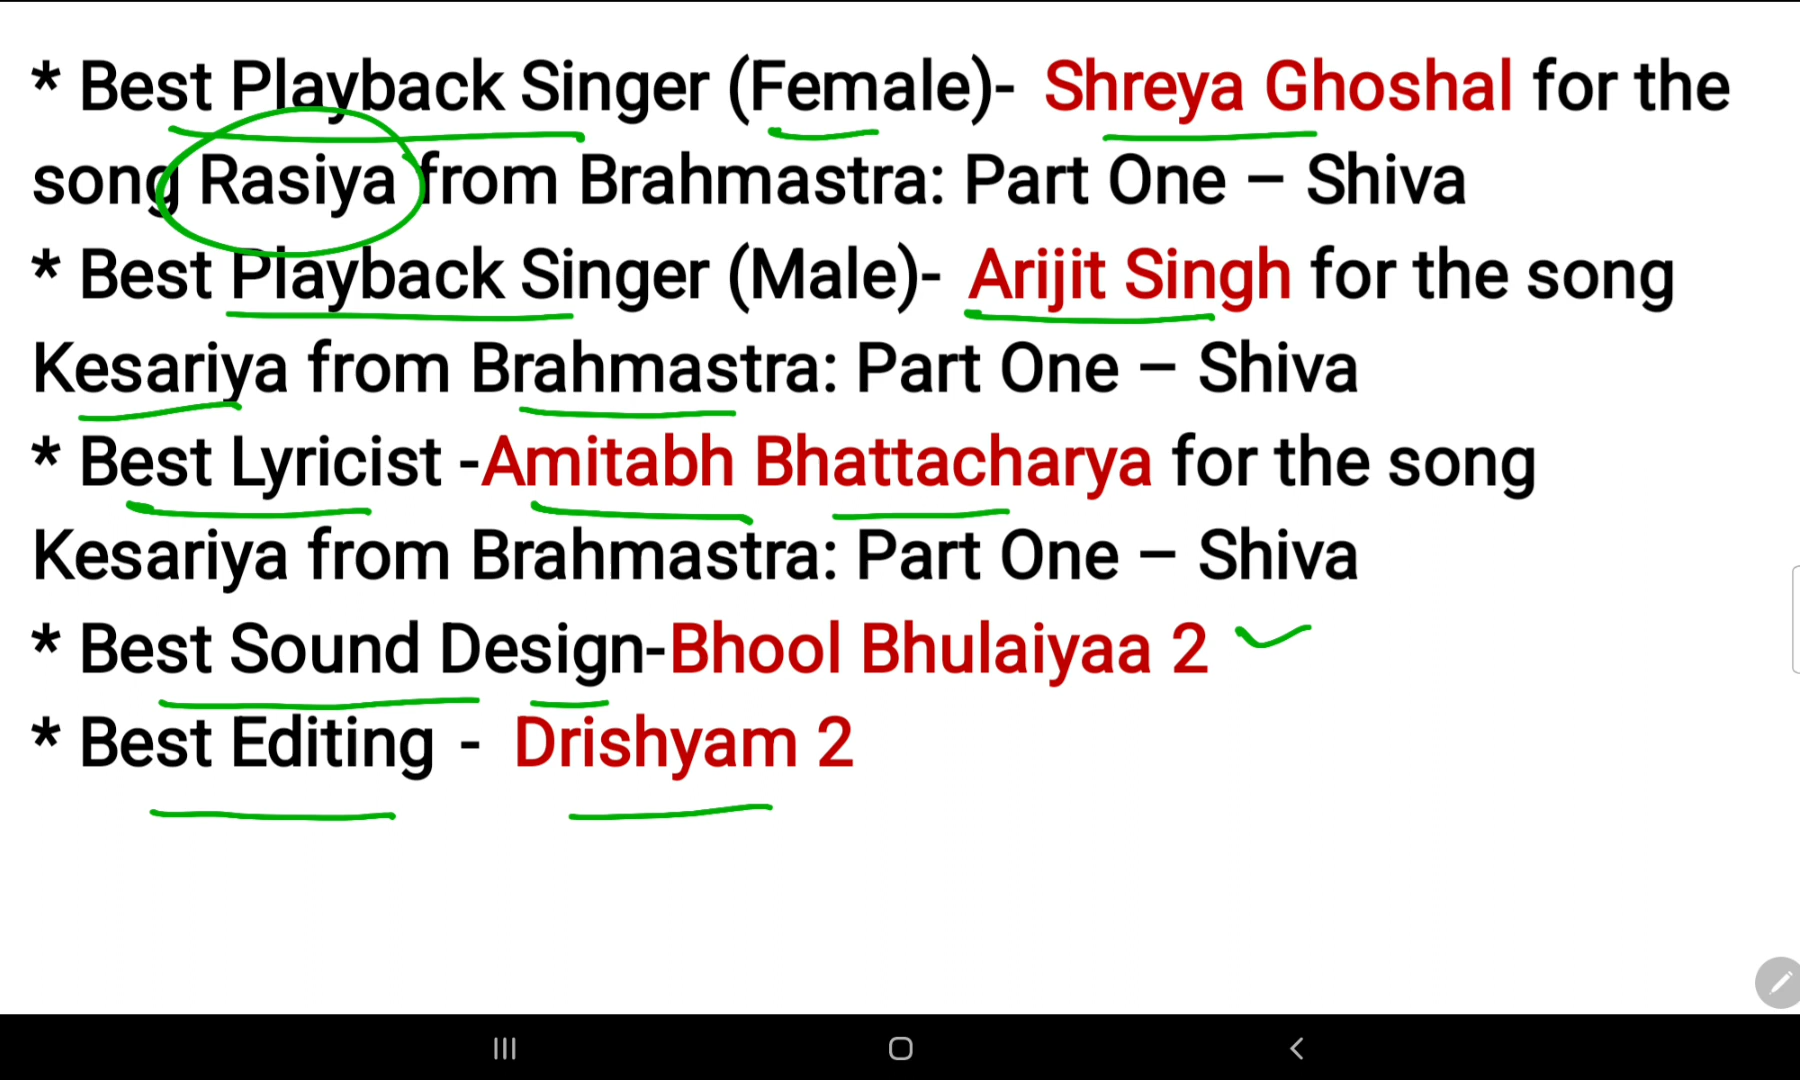 * Best Playback Singer (Female)- Shreya Ghoshal for the
song Rasiya from Brahmastra: Part One – Shiva
* Best Playback Singer (Male)- Arijit Singh for the song
Kesariya from Brahmastra: Part One – Shiva
* Best Lyricist -Amitabh Bhattacharya for the song
Kesariya from Brahmastra: Part One – Shiva
* Best Sound Design-Bhool Bhulaiyaa 2
* Best Editing - Drishyam 2